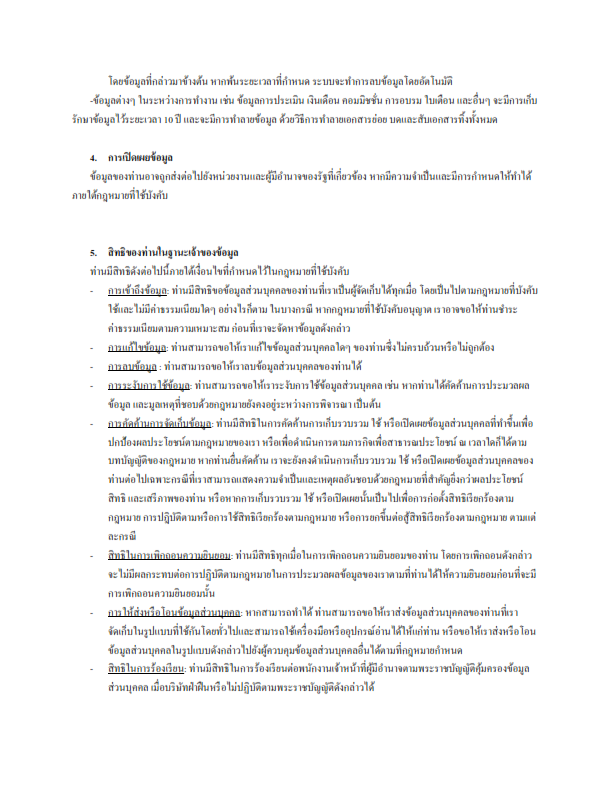 โดยข้อมูลที่กล่าวมาข้างต้น หากพ้นระยะเวลาที่กำหนด ระบบจะทำการลบข้อมูลโดยอัตโนมัติ
-ข้อมูลต่างๆ ในระหว่างการทำงาน เช่น ข้อมูลการประเมิน เงินเดือน คอมมิชชั่น การอบรม ใบเตือน และอื่นๆ จะมีการเก็บ
รักษาข้อมูลไว้ระยะเวลา 10 ปี และจะมีการทำลายข้อมูล ด้วยวิธีการทำลายเอกสารย่อย บดและสับเอกสารทิ้งทั้งหมด
4. การเปิดเผยข้อมูล
ข้อมูลของท่านอาจถูกส่งต่อไปยังหน่วยงานและผู้มีอำนาจของรัฐที่เกี่ยวข้อง หากมีความจำเป็นและมีการกำหนดให้ทำได้
ภายใต้กฎหมายที่ใช้บังคับ
5. สิทธิของท่านในฐานะเจ้าของข้อมูล
ท่านมีสิทธิดังต่อไปนี้ภายใต้เงื่อนไขที่กำหนดไว้ในกฎหมายที่ใช้บังคับ
- การเข้าถึงข้อมูล: ท่านมีสิทธิขอข้อมูลส่วนบุคคลของท่านที่เราเป็นผู้จัดเก็บได้ทุกเมื่อ โดยเป็นไปตามกฎหมายที่บังคับ
ใช้และไม่มีค่าธรรมเนียมใดๆ อย่างไรก็ตาม ในบางกรณี หากกฎหมายที่ใช้บังคับอนุญาต เราอาจขอให้ท่านชำระ
ค่าธรรมเนียมตามความเหมาะสม ก่อนที่เราจะจัดหาข้อมูลดังกล่าว
- การแก้ไขข้อมูล: ท่านสามารถขอให้เราแก้ไขข้อมูลส่วนบุคคลใดๆ ของท่านซึ่งไม่ครบถ้วนหรือไม่ถูกต้อง
- การลบข้อมูล : ท่านสามารถขอให้เราลบข้อมูลส่วนบุคคลของท่านได้
- การระงับการใช้ข้อมูล: ท่านสามารถขอให้เราระงับการใช้ข้อมูลส่วนบุคคล เช่น หากท่านได้คัดค้านการประมวลผล
ข้อมูล และมูลเหตุที่ชอบด้วยกฎหมายยังคงอยู่ระหว่างการพิจารณา เป็นต้น
- การคัดค้านการจัดเก็บข้อมูล: ท่านมีสิทธิในการคัดค้านการเก็บรวบรวม ใช้ หรือเปิดเผยข้อมูลส่วนบุคคลที่ทำขึ้นเพื่อ
ปกป้องผลประโยชน์ตามกฎหมายของเรา หรือเพื่อดำเนินการตามภารกิจเพื่อสาธารณประโยชน์ ณ เวลาใดก็ได้ตาม
บทบัญญัติของกฎหมาย หากท่านยื่นคัดค้าน เราจะยังคงดำเนินการเก็บรวบรวม ใช้ หรือเปิดเผยข้อมูลส่วนบุคคลของ
ท่านต่อไปเฉพาะกรณีที่เราสามารถแสดงความจำเป็นและเหตุผลอันชอบด้วยกฎหมายที่สำคัญยิ่งกว่าผลประโยชน์
สิทธิ และเสรีภาพของท่าน หรือหากการเก็บรวบรวม ใช้ หรือเปิดเผยนั้นเป็นไปเพื่อการก่อตั้งสิทธิเรียกร้องตาม
กฎหมาย การปฏิบัติตามหรือการใช้สิทธิเรียกร้องตามกฎหมาย หรือการยกขึ้นต่อสู้สิทธิเรียกร้องตามกฎหมาย ตามแต่
ละกรณี
- สิทธิในการเพิกถอนความยินยอม: ท่านมีสิทธิทุกเมื่อในการเพิกถอนความยินยอมของท่าน โดยการเพิกถอนดังกล่าว
จะไม่มีผลกระทบต่อการปฏิบัติตามกฎหมายในการประมวลผลข้อมูลของเราตามที่ท่านได้ให้ความยินยอมก่อนที่จะมี
การเพิกถอนความยินยอมนั้น
- การให้ส่งหรือโอนข้อมูลส่วนบุคคล: หากสามารถทำได้ ท่านสามารถขอให้เราส่งข้อมูลส่วนบุคคลของท่านที่เรา
จัดเก็บในรูปแบบที่ใช้กันโดยทั่วไปและสามารถใช้เครื่องมือหรืออุปกรณ์อ่านได้ให้แก่ท่าน หรือขอให้เราส่งหรือโอน
ข้อมูลส่วนบุคคลในรูปแบบดังกล่าวไปยังผู้ควบคุมข้อมูลส่วนบุคคลอื่นได้ตามที่กฎหมายกำหนด
- สิทธิในการร้องเรียน: ท่านมีสิทธิในการร้องเรียนต่อพนักงานเจ้าหน้าที่ผู้มีอำนาจตามพระราชบัญญัติคุ้มครองข้อมูล
ส่วนบุคคล เมื่อบริษัทฝ่าฝืนหรือไม่ปฏิบัติตามพระราชบัญญัติดังกล่าวได้